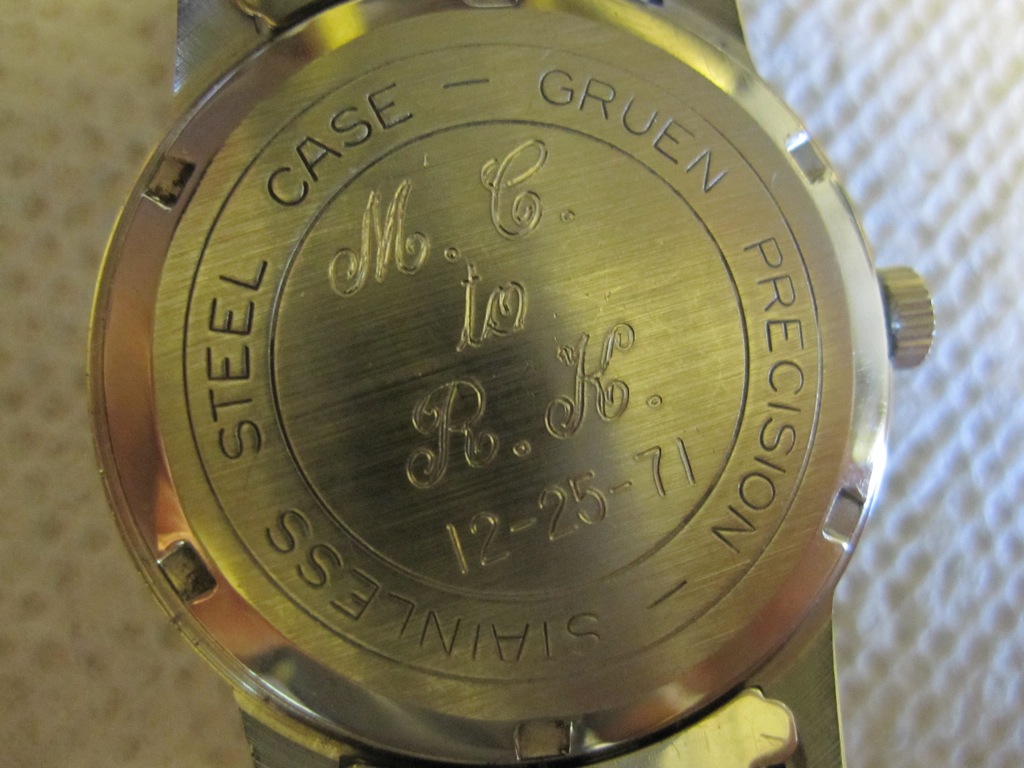 GRUEN PRECISION - STAINLESS STEEL CASE -
M. C.
to
R. K.
12-25-71